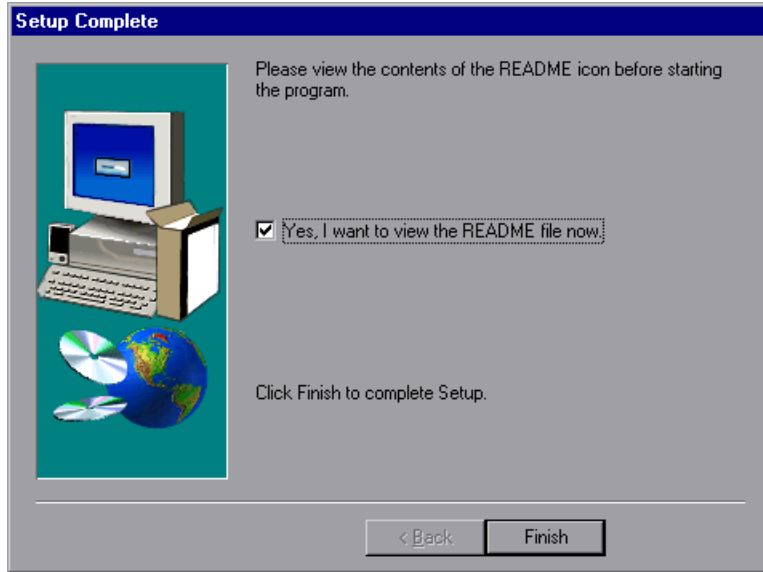 Setup Complete
Please view the contents of the README icon before starting
the program.
Yes, I want to view the README file now.
Click Finish to complete Setup.
< Back
Finish